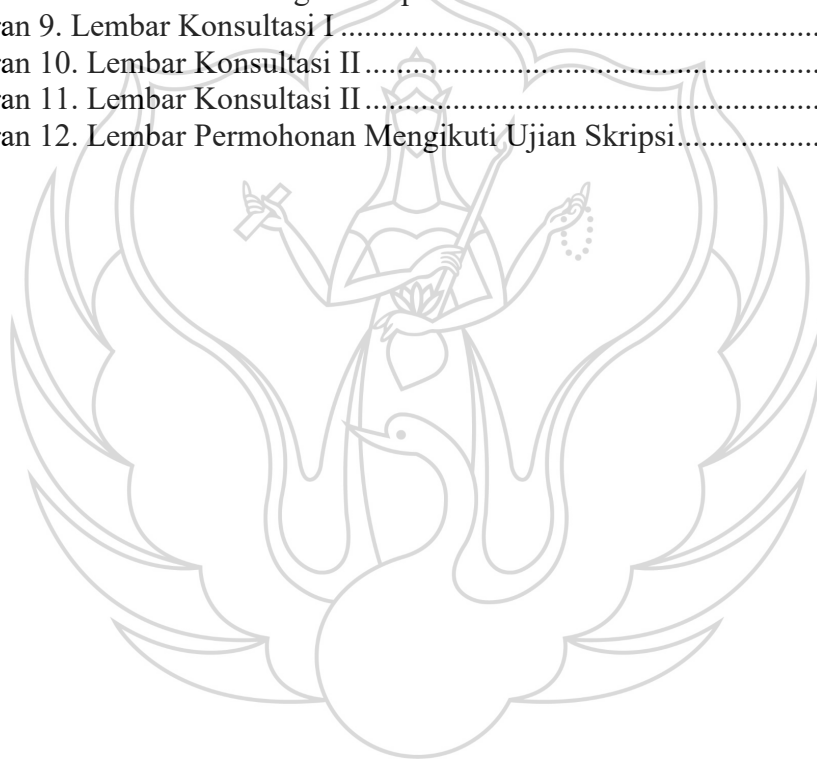 ran 9. Lembar Konsultasi I..........................................................
ran 10. Lembar Konsultasi II.......................................................
ran 11. Lembar Konsultasi II.......................................................
ran 12. Lembar Permohonan Mengikuti Ujian Skripsi..................